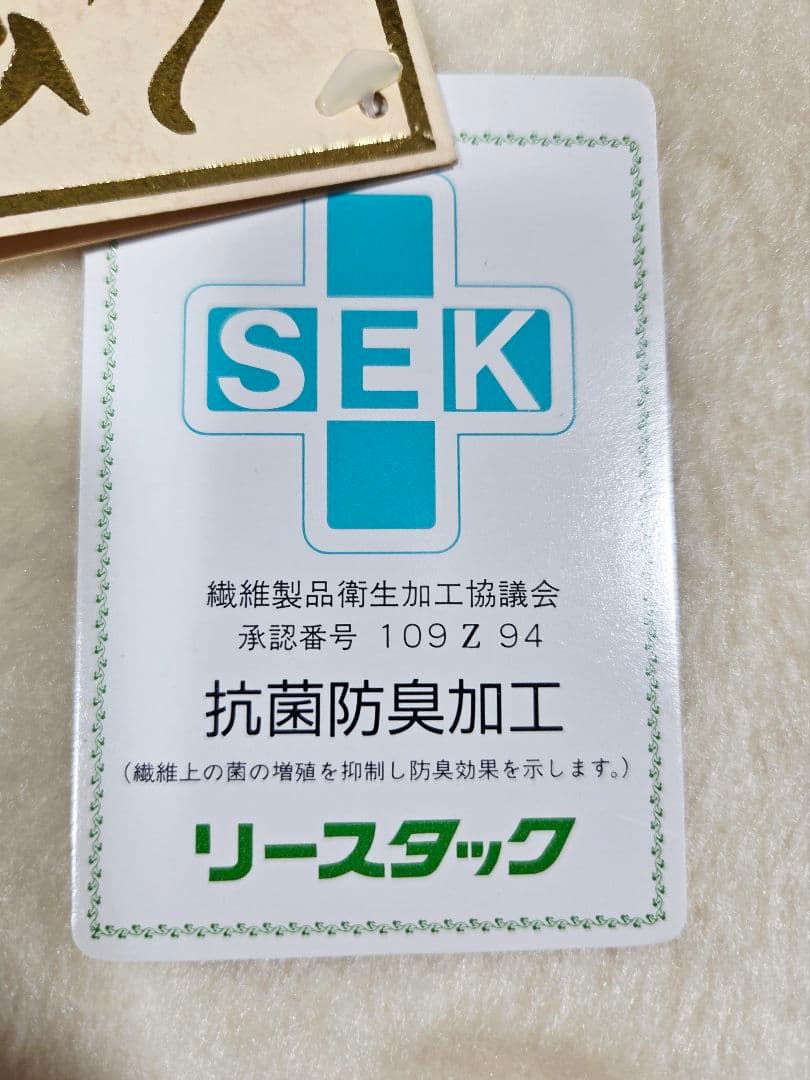 SEK
繊維製品衛生加工協議会
承認番号 109 Z 94
抗菌防臭加工
(繊維上の菌の増殖を抑制し防臭効果を示します。)
リースタック